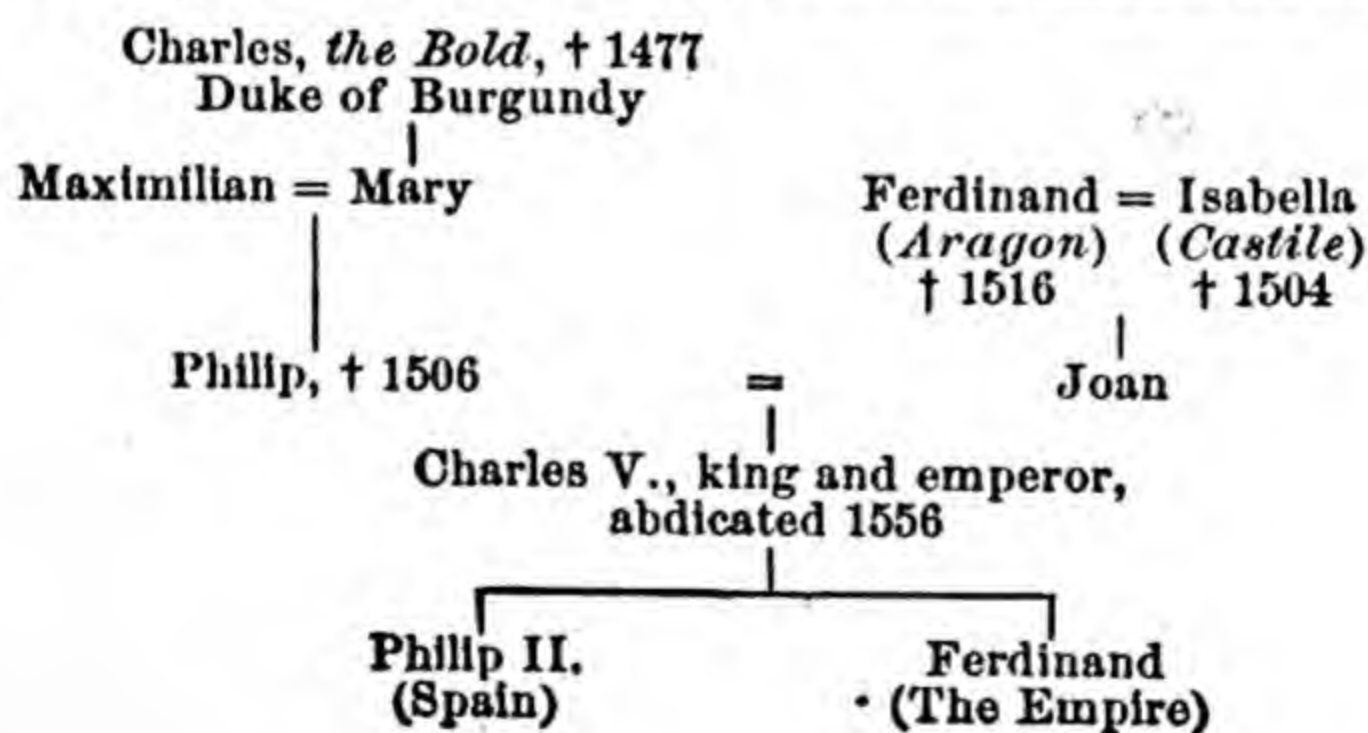 Charles, the Bold, † 1477
Duke of Burgundy
Maximilian = Mary
Ferdinand = Isabella
(Aragon) (Castile)
† 1516 † 1504
Philip, † 1506 = Joan
Charles V., king and emperor,
abdicated 1556
Philip II. Ferdinand
(Spain) (The Empire)